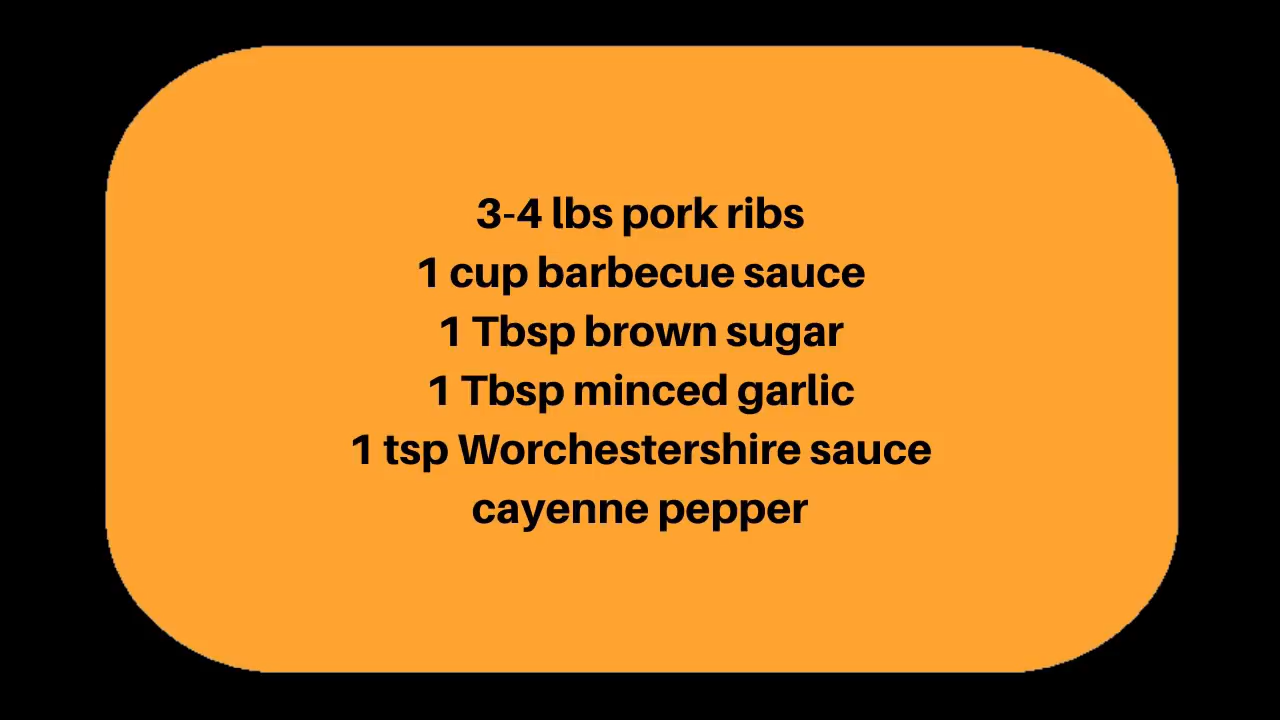 3-4 lbs pork ribs
1 cup barbecue sauce
1 Tbsp brown sugar
1 Tbsp minced garlic
1 tsp Worchestershire sauce
cayenne pepper